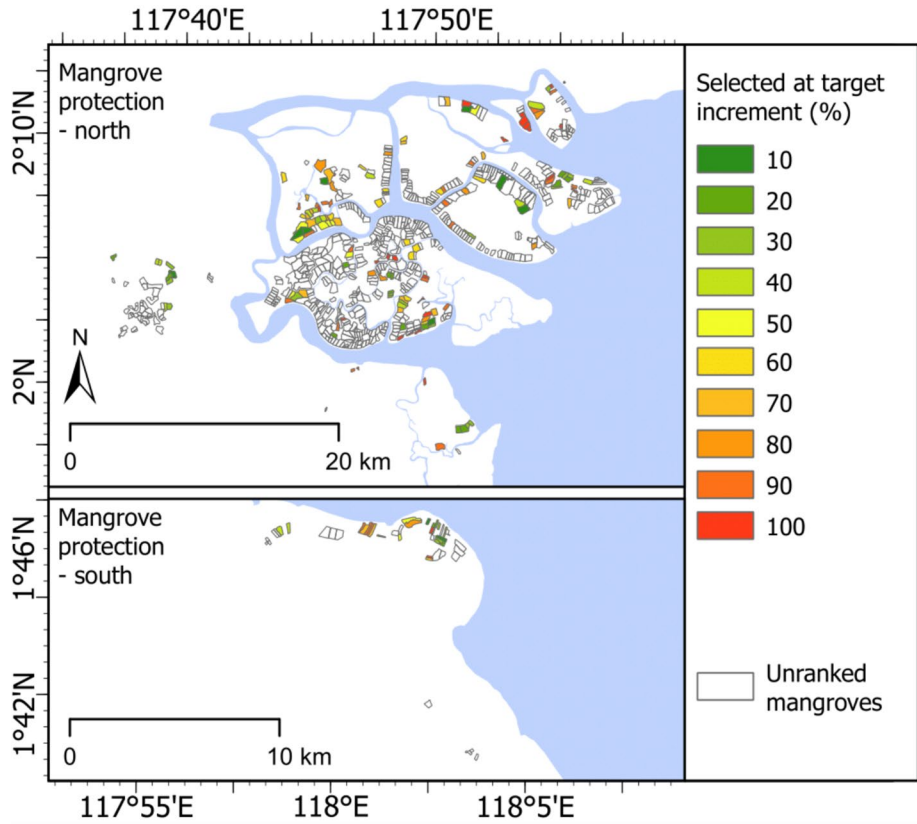 117°40'E
117°50'E
Mangrove
protection
- north
2°10'N
2°N
N
0
20 km
Mangrove
protection
- south
1°46'N
1°42'N
0
10 km
117°55'E
118°E
118°5'E
Selected at target
increment (%)
10
20
30
40
50
60
70
80
90
100
Unranked
mangroves